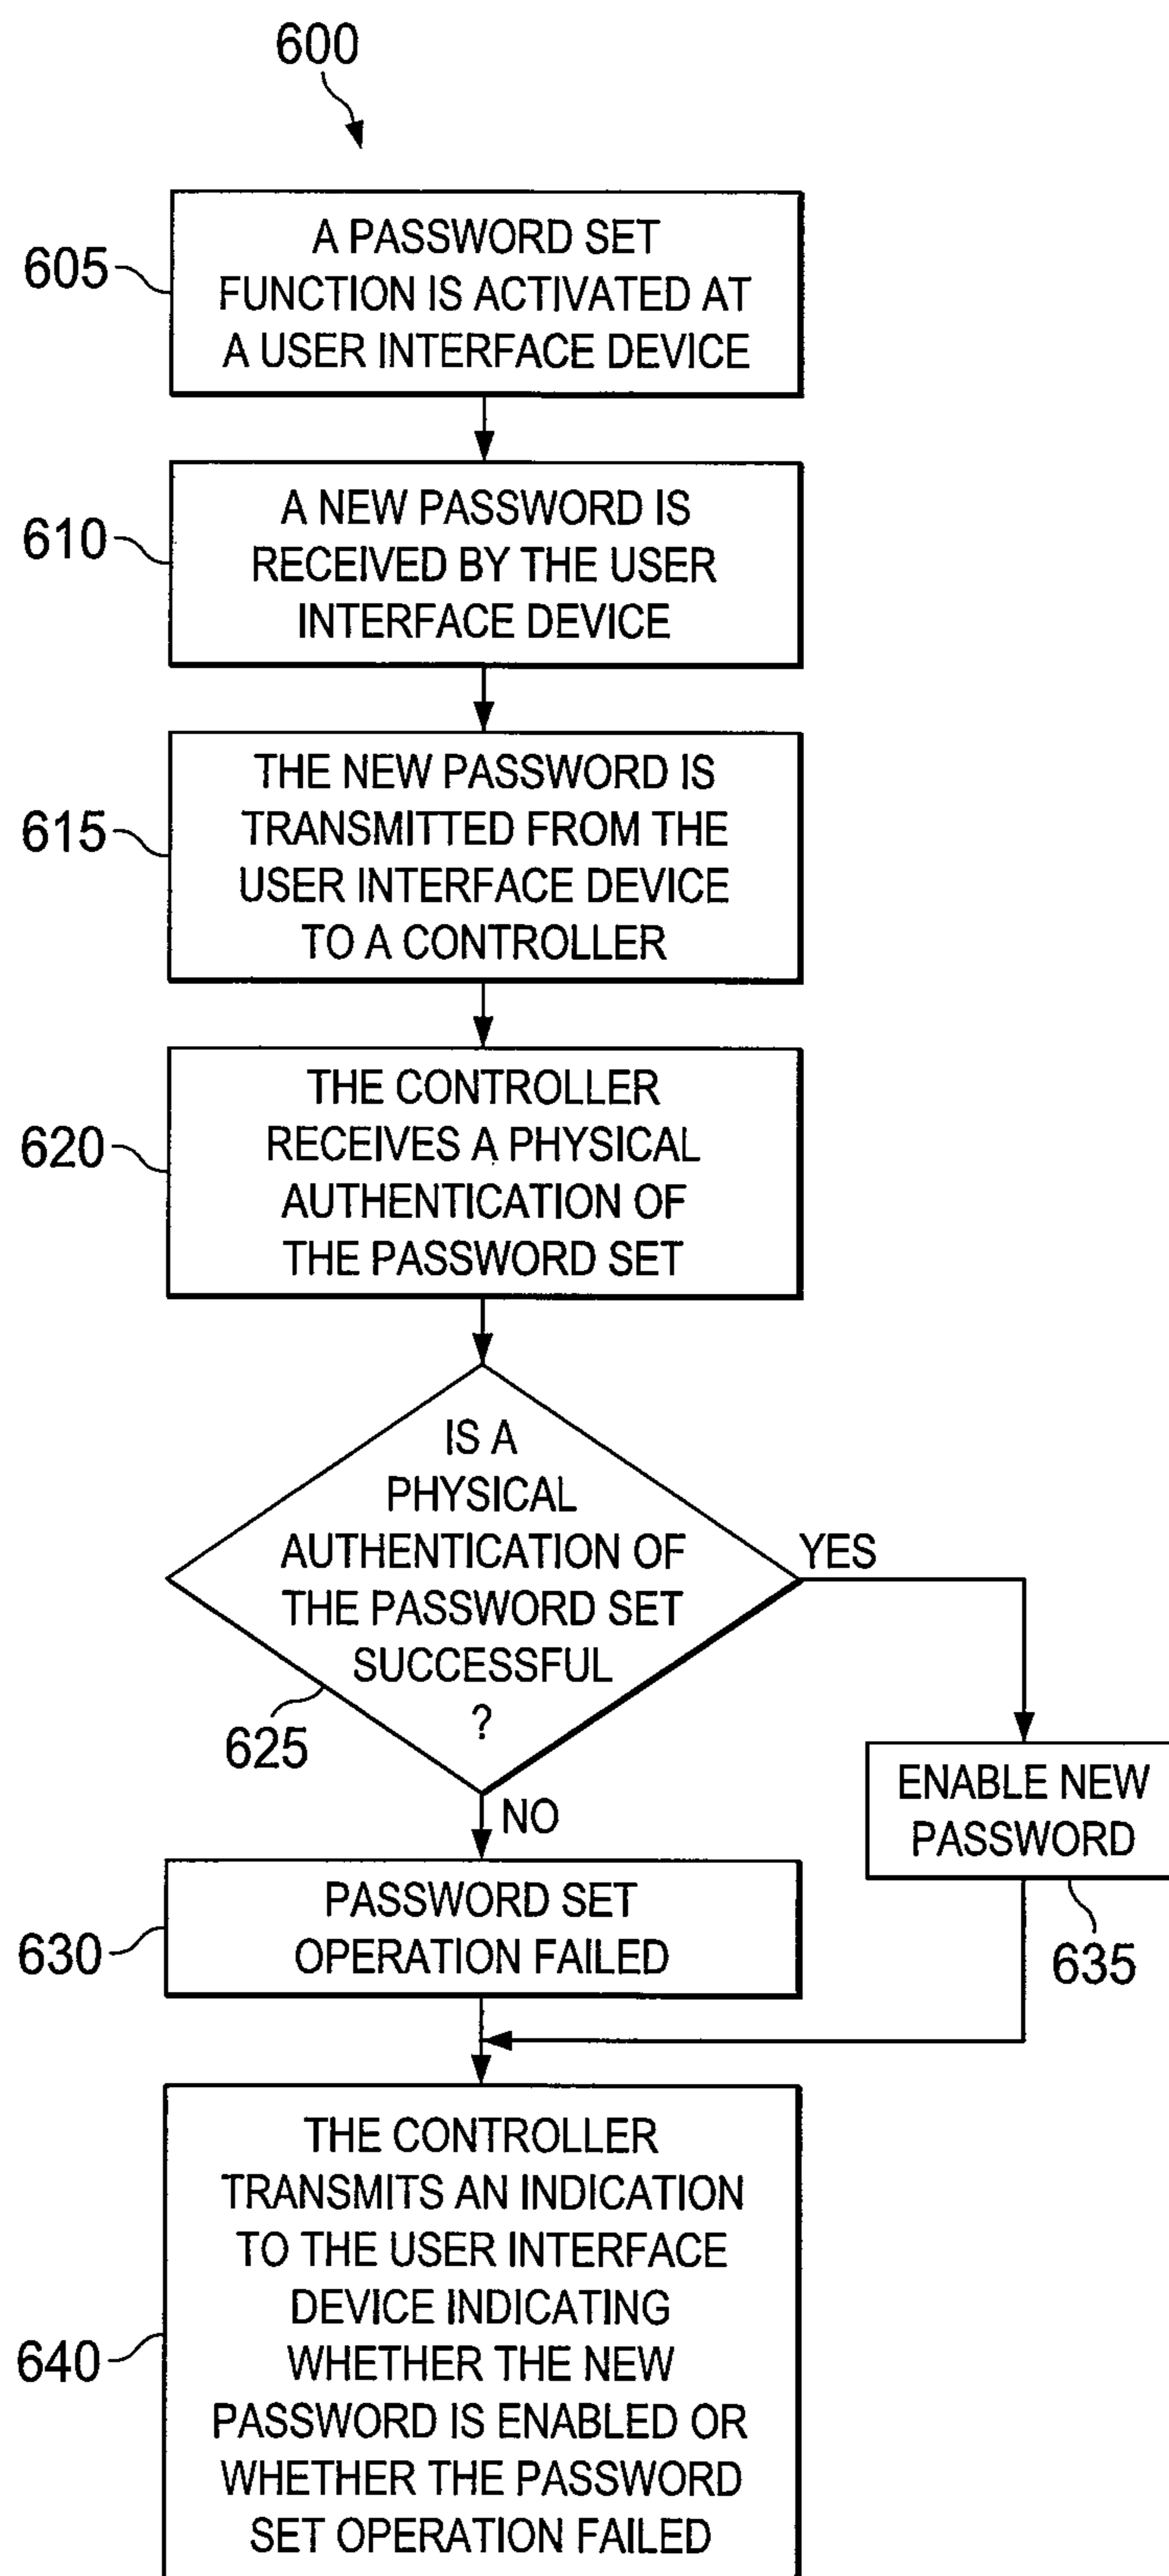 600
605
A PASSWORD SET
FUNCTION IS ACTIVATED AT
A USER INTERFACE DEVICE
610
A NEW PASSWORD IS
RECEIVED BY THE USER
INTERFACE DEVICE
615
THE NEW PASSWORD IS
TRANSMITTED FROM THE
USER INTERFACE DEVICE
TO A CONTROLLER
620
THE CONTROLLER
RECEIVES A PHYSICAL
AUTHENTICATION OF
THE PASSWORD SET
IS A
PHYSICAL
AUTHENTICATION OF
THE PASSWORD SET
SUCCESSFUL
?
625
YES
NO
ENABLE NEW
PASSWORD
635
630
PASSWORD SET
OPERATION FAILED
640
THE CONTROLLER
TRANSMITS AN INDICATION
TO THE USER INTERFACE
DEVICE INDICATING
WHETHER THE NEW
PASSWORD IS ENABLED OR
WHETHER THE PASSWORD
SET OPERATION FAILED